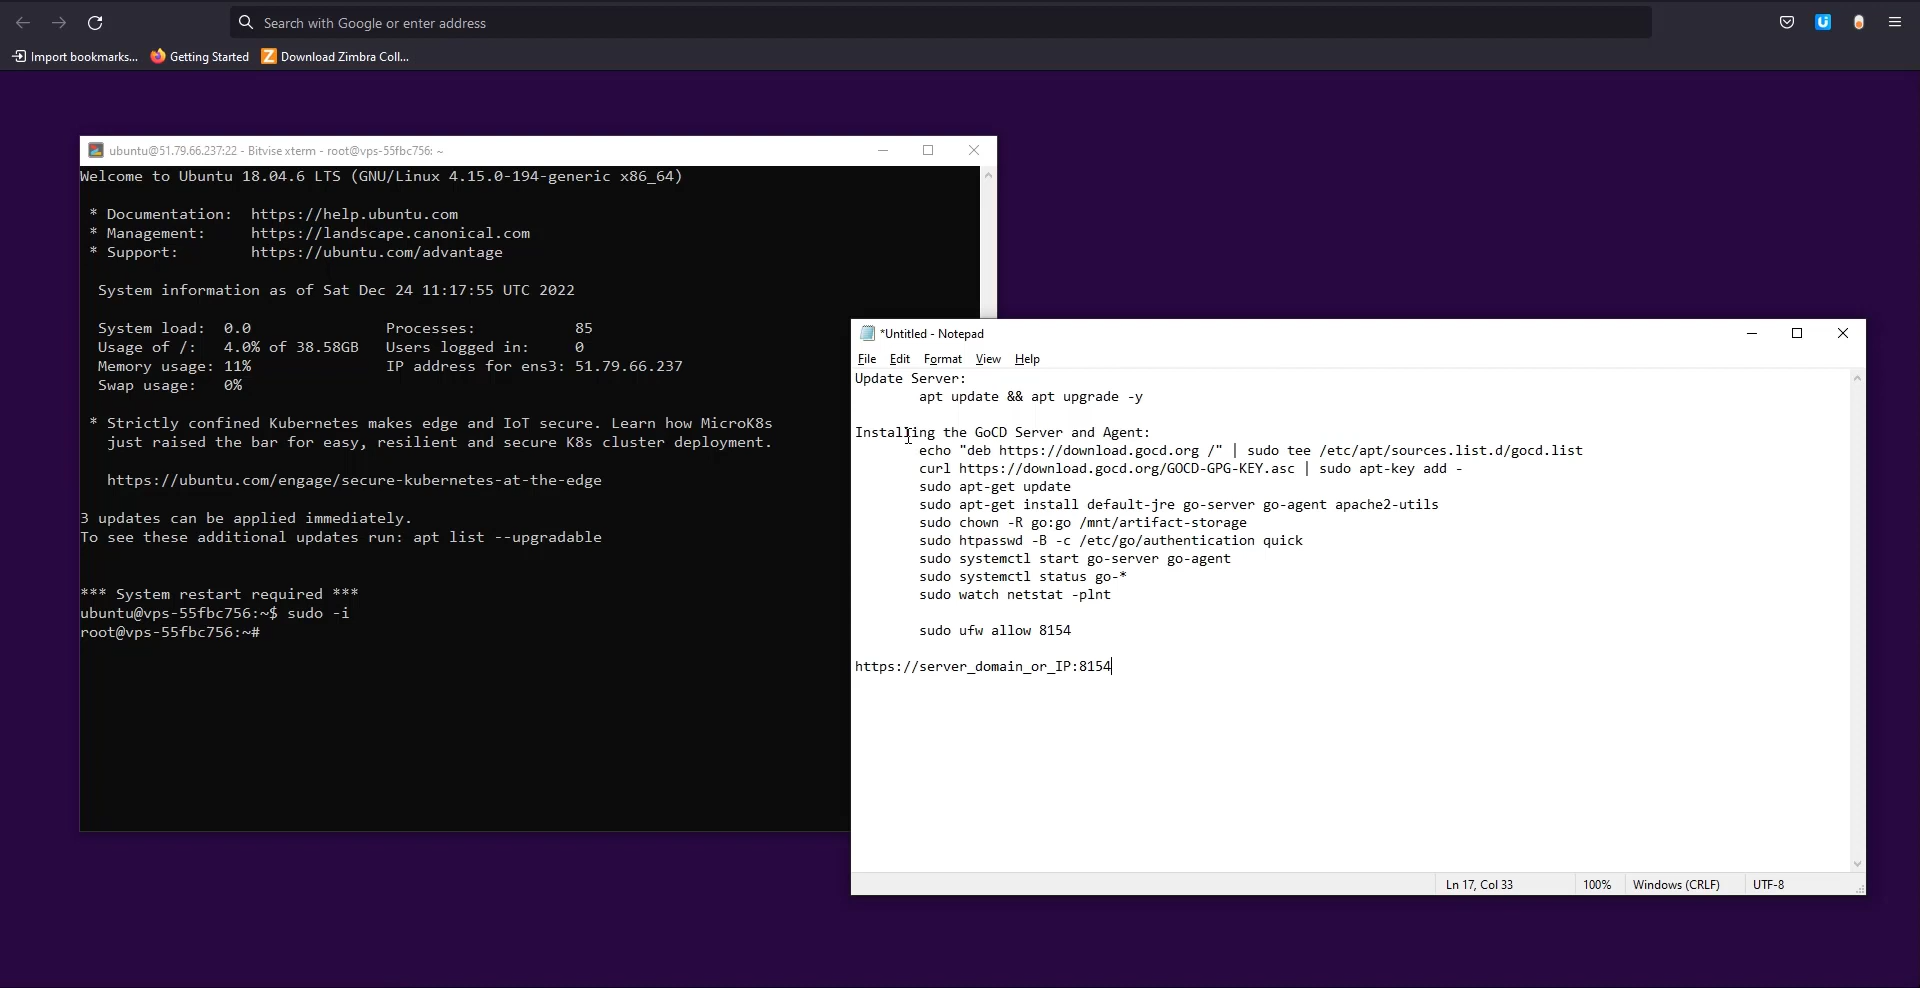 Search with Google or enter address
Import bookmarks...
Getting Started
Download Zimbra Coll...
ubuntu@51.79.66.237:22 - Bitvise xterm - root@vps-55fbc756: ~
Welcome to Ubuntu 18.04.6 LTS (GNU/Linux 4.15.0-194-generic x86_64)
* Documentation: https://help.ubuntu.com
* Management: https://landscape.canonical.com
* Support: https://ubuntu.com/advantage
System information as of Sat Dec 24 11:17:55 UTC 2022
System load: 0.0 Processes: 85
Usage of /: 4.0% of 38.58GB Users logged in: 0
Memory usage: 11% IP address for ens3: 51.79.66.237
Swap usage: 0%
* Strictly confined Kubernetes makes edge and IoT secure. Learn how MicroK8s
just raised the bar for easy, resilient and secure K8s cluster deployment.
https://ubuntu.com/engage/secure-kubernetes-at-the-edge
3 updates can be applied immediately.
To see these additional updates run: apt list --upgradable
*** System restart required ***
ubuntu@vps-55fbc756:~$ sudo -i
root@vps-55fbc756:~#
*Untitled - Notepad
File Edit Format View Help
Update Server:
apt update && apt upgrade -y
Installing the GoCD Server and Agent:
echo "deb https://download.gocd.org /" | sudo tee /etc/apt/sources.list.d/gocd.list
curl https://download.gocd.org/GOCD-GPG-KEY.asc | sudo apt-key add -
sudo apt-get update
sudo apt-get install default-jre go-server go-agent apache2-utils
sudo chown -R go:go /mnt/artifact-storage
sudo htpasswd -B -c /etc/go/authentication quick
sudo systemctl start go-server go-agent
sudo systemctl status go-*
sudo watch netstat -plnt
sudo ufw allow 8154
https://server_domain_or_IP:8154
Ln 17, Col 33 100% Windows (CRLF) UTF-8